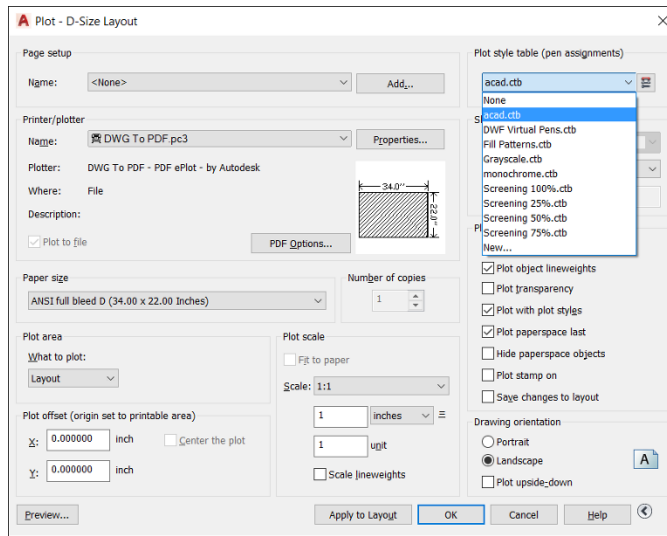 Plot - D-Size Layout
Page setup
Name:
<None>
Add...
Printer/plotter
Name:
DWG To PDF.pc3
Properties...
Plotter:
DWG To PDF - PDF ePlot - by Autodesk
Where:
File
Description:
Plot to file
PDF Options...
34.0''
22.0''
Paper size
ANSI full bleed D (34.00 x 22.00 Inches)
Number of copies
1
Plot area
What to plot:
Layout
Plot scale
Fit to paper
Scale:
1:1
1
inches
=
1
unit
Scale lineweights
Plot offset (origin set to printable area)
X:
0.000000
inch
Center the plot
Y:
0.000000
inch
Plot style table (pen assignments)
acad.ctb
None
acad.ctb
DWF Virtual Pens.ctb
Fill Patterns.ctb
Grayscale.ctb
monochrome.ctb
Screening 100%.ctb
Screening 25%.ctb
Screening 50%.ctb
Screening 75%.ctb
New...
Plot object lineweights
Plot transparency
Plot with plot styles
Plot paperspace last
Hide paperspace objects
Plot stamp on
Save changes to layout
Drawing orientation
Portrait
Landscape
A
Plot upside-down
Preview...
Apply to Layout
OK
Cancel
Help